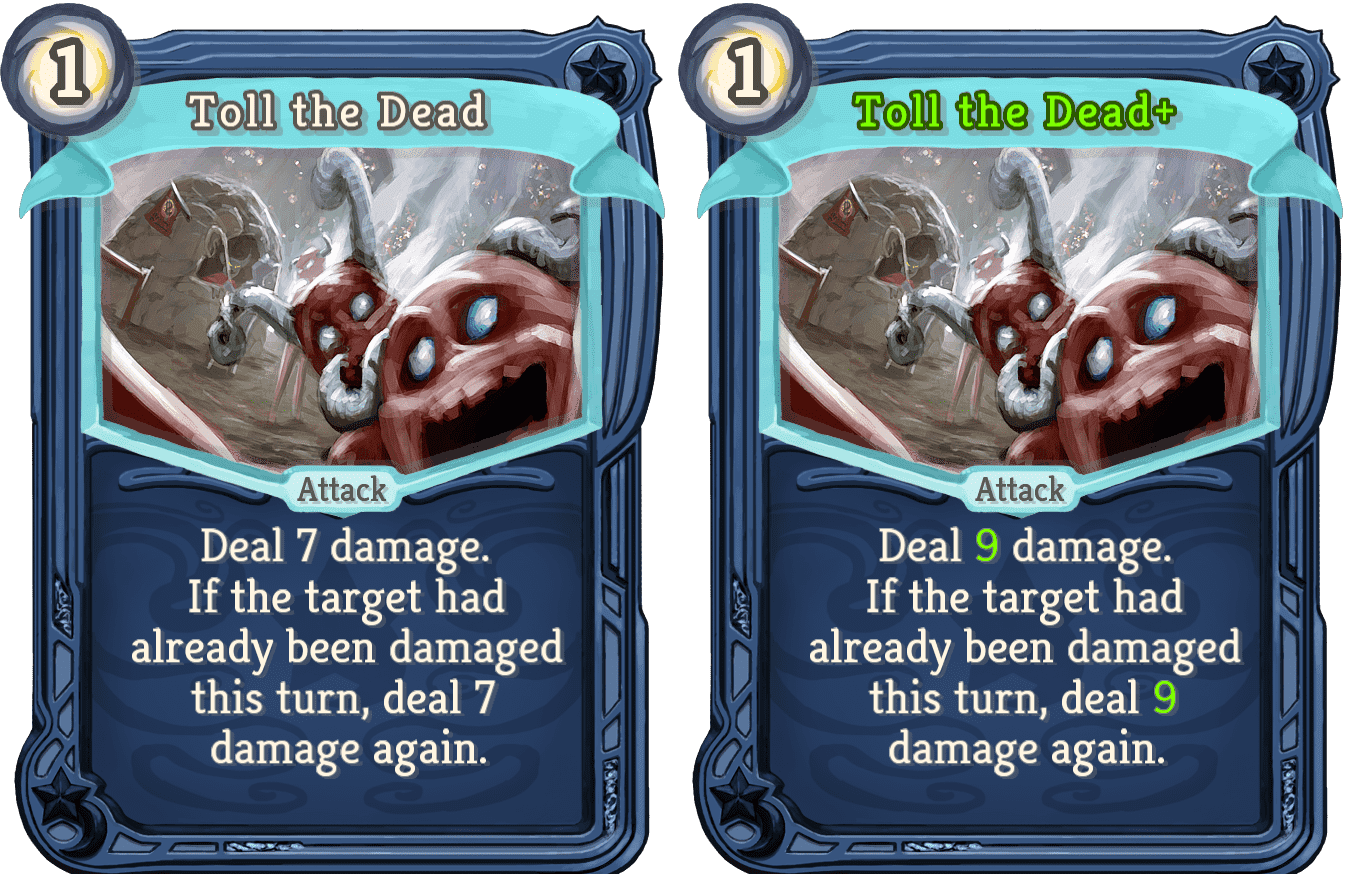 1
Toll the Dead
Attack
Deal 7 damage.
If the target had
already been damaged
this turn, deal 7
damage again.
1
Toll the Dead+
Attack
Deal 9 damage.
If the target had
already been damaged
this turn, deal 9
damage again.